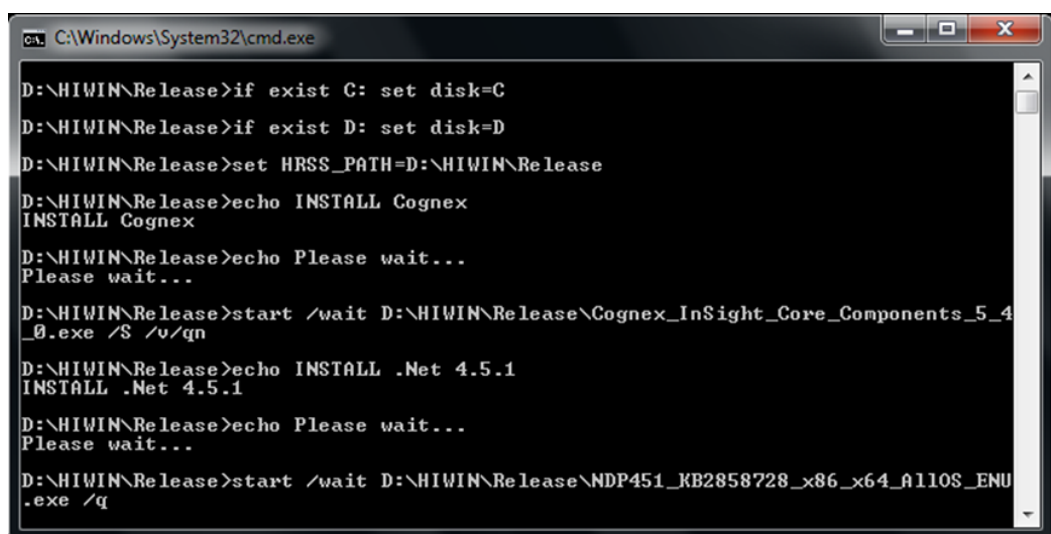 C:\Windows\System32\cmd.exe
D:\HIWIN\Release>if exist C: set disk=C
D:\HIWIN\Release>if exist D: set disk=D
D:\HIWIN\Release>set HRSS_PATH=D:\HIWIN\Release
D:\HIWIN\Release>echo INSTALL Cognex
INSTALL Cognex
D:\HIWIN\Release>echo Please wait...
Please wait...
D:\HIWIN\Release>start /wait D:\HIWIN\Release\Cognex_InSight_Core_Components_5_4
_0.exe /S /v/qn
D:\HIWIN\Release>echo INSTALL .Net 4.5.1
INSTALL .Net 4.5.1
D:\HIWIN\Release>echo Please wait...
Please wait...
D:\HIWIN\Release>start /wait D:\HIWIN\Release\NDP451_KB2858728_x86_x64_AllOS_ENU
.exe /q